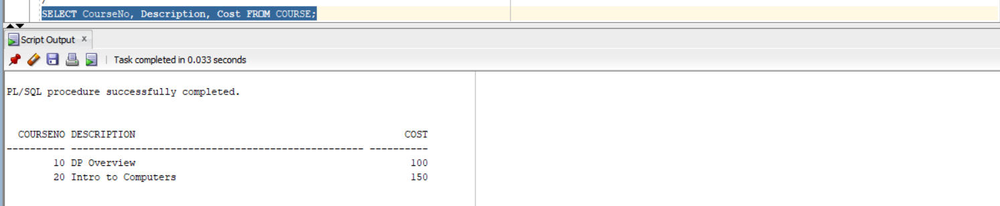 /
SELECT CourseNo, Description, Cost FROM COURSE;
Script Output x
Task completed in 0.033 seconds
PL/SQL procedure successfully completed.
COURSENO DESCRIPTION COST
---------- -------------------------------------------------- ----------
10 DP Overview 100
20 Intro to Computers 150